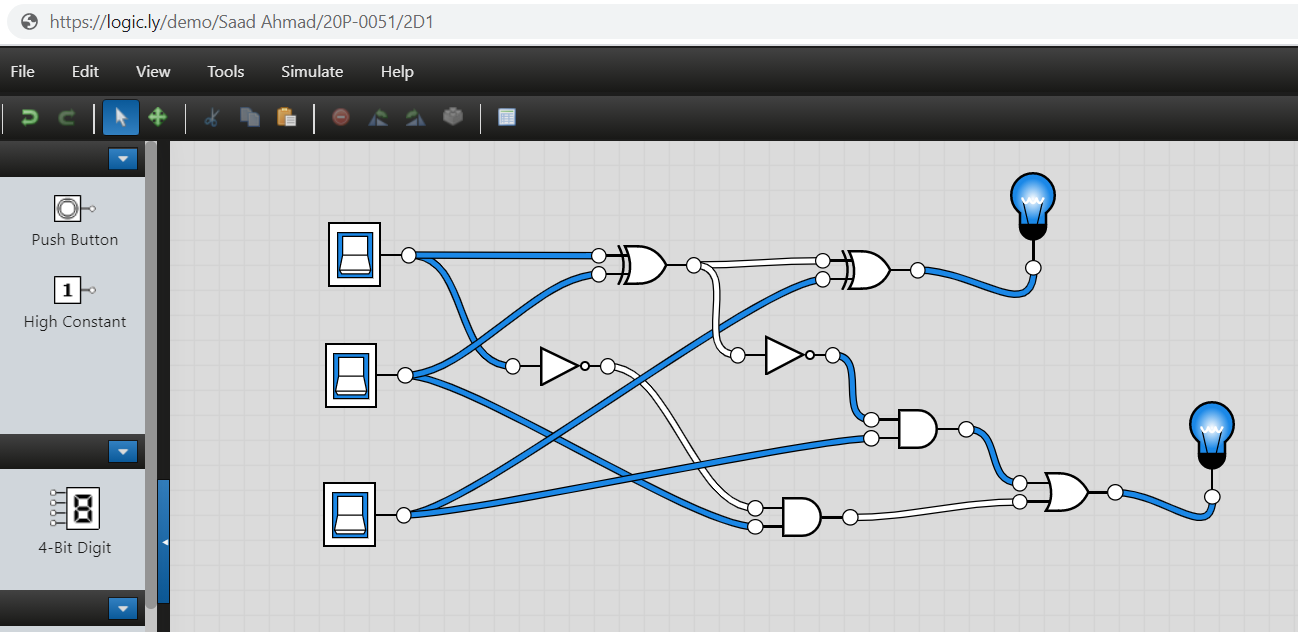 https://logic.ly/demo/Saad Ahmad/20P-0051/2D1
File Edit View Tools Simulate Help
Push Button
1
High Constant
8
4-Bit Digit